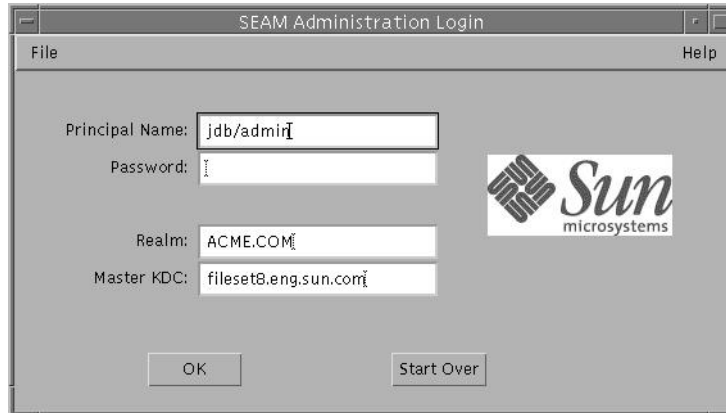 SEAM Administration Login
File Help
Principal Name: jdb/admin
Password:
Sun
microsystems
Realm: ACME.COM
Master KDC: fileset8.eng.sun.com
OK Start Over